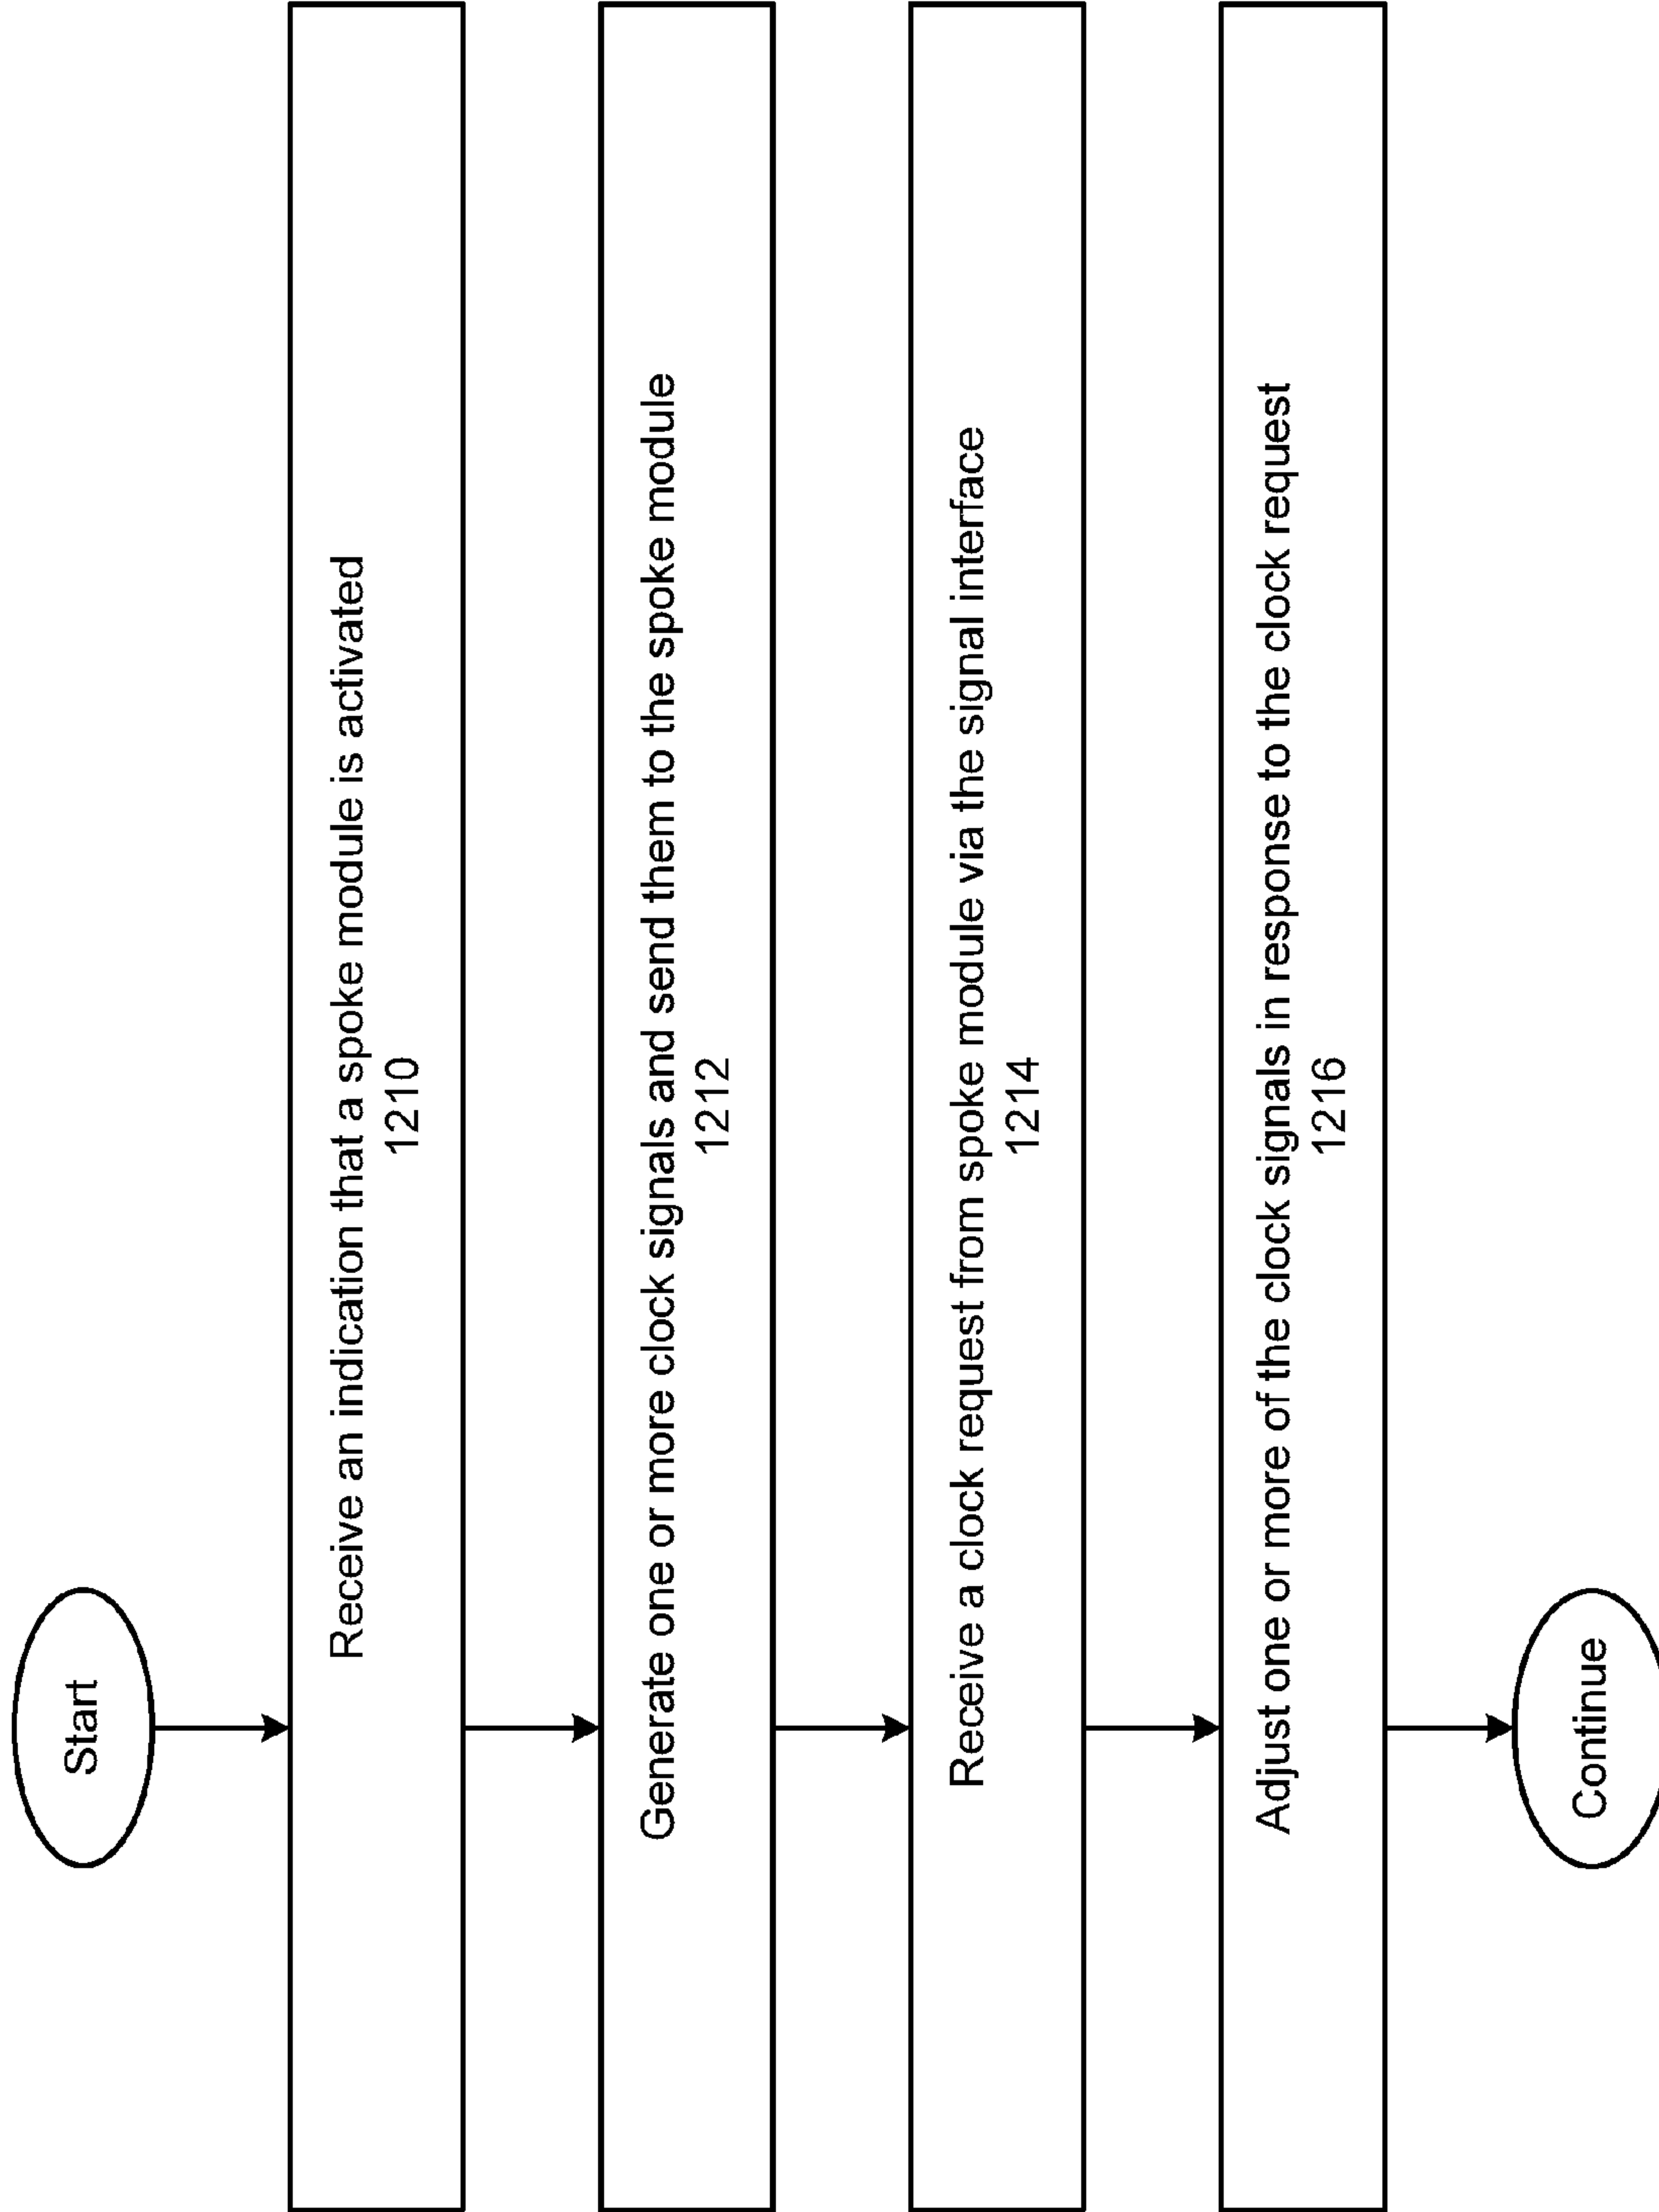 Start
Receive an indication that a spoke module is activated
1210
Generate one or more clock signals and send them to the spoke module
1212
Receive a clock request from spoke module via the signal interface
1214
Adjust one or more of the clock signals in response to the clock request
1216
Continue